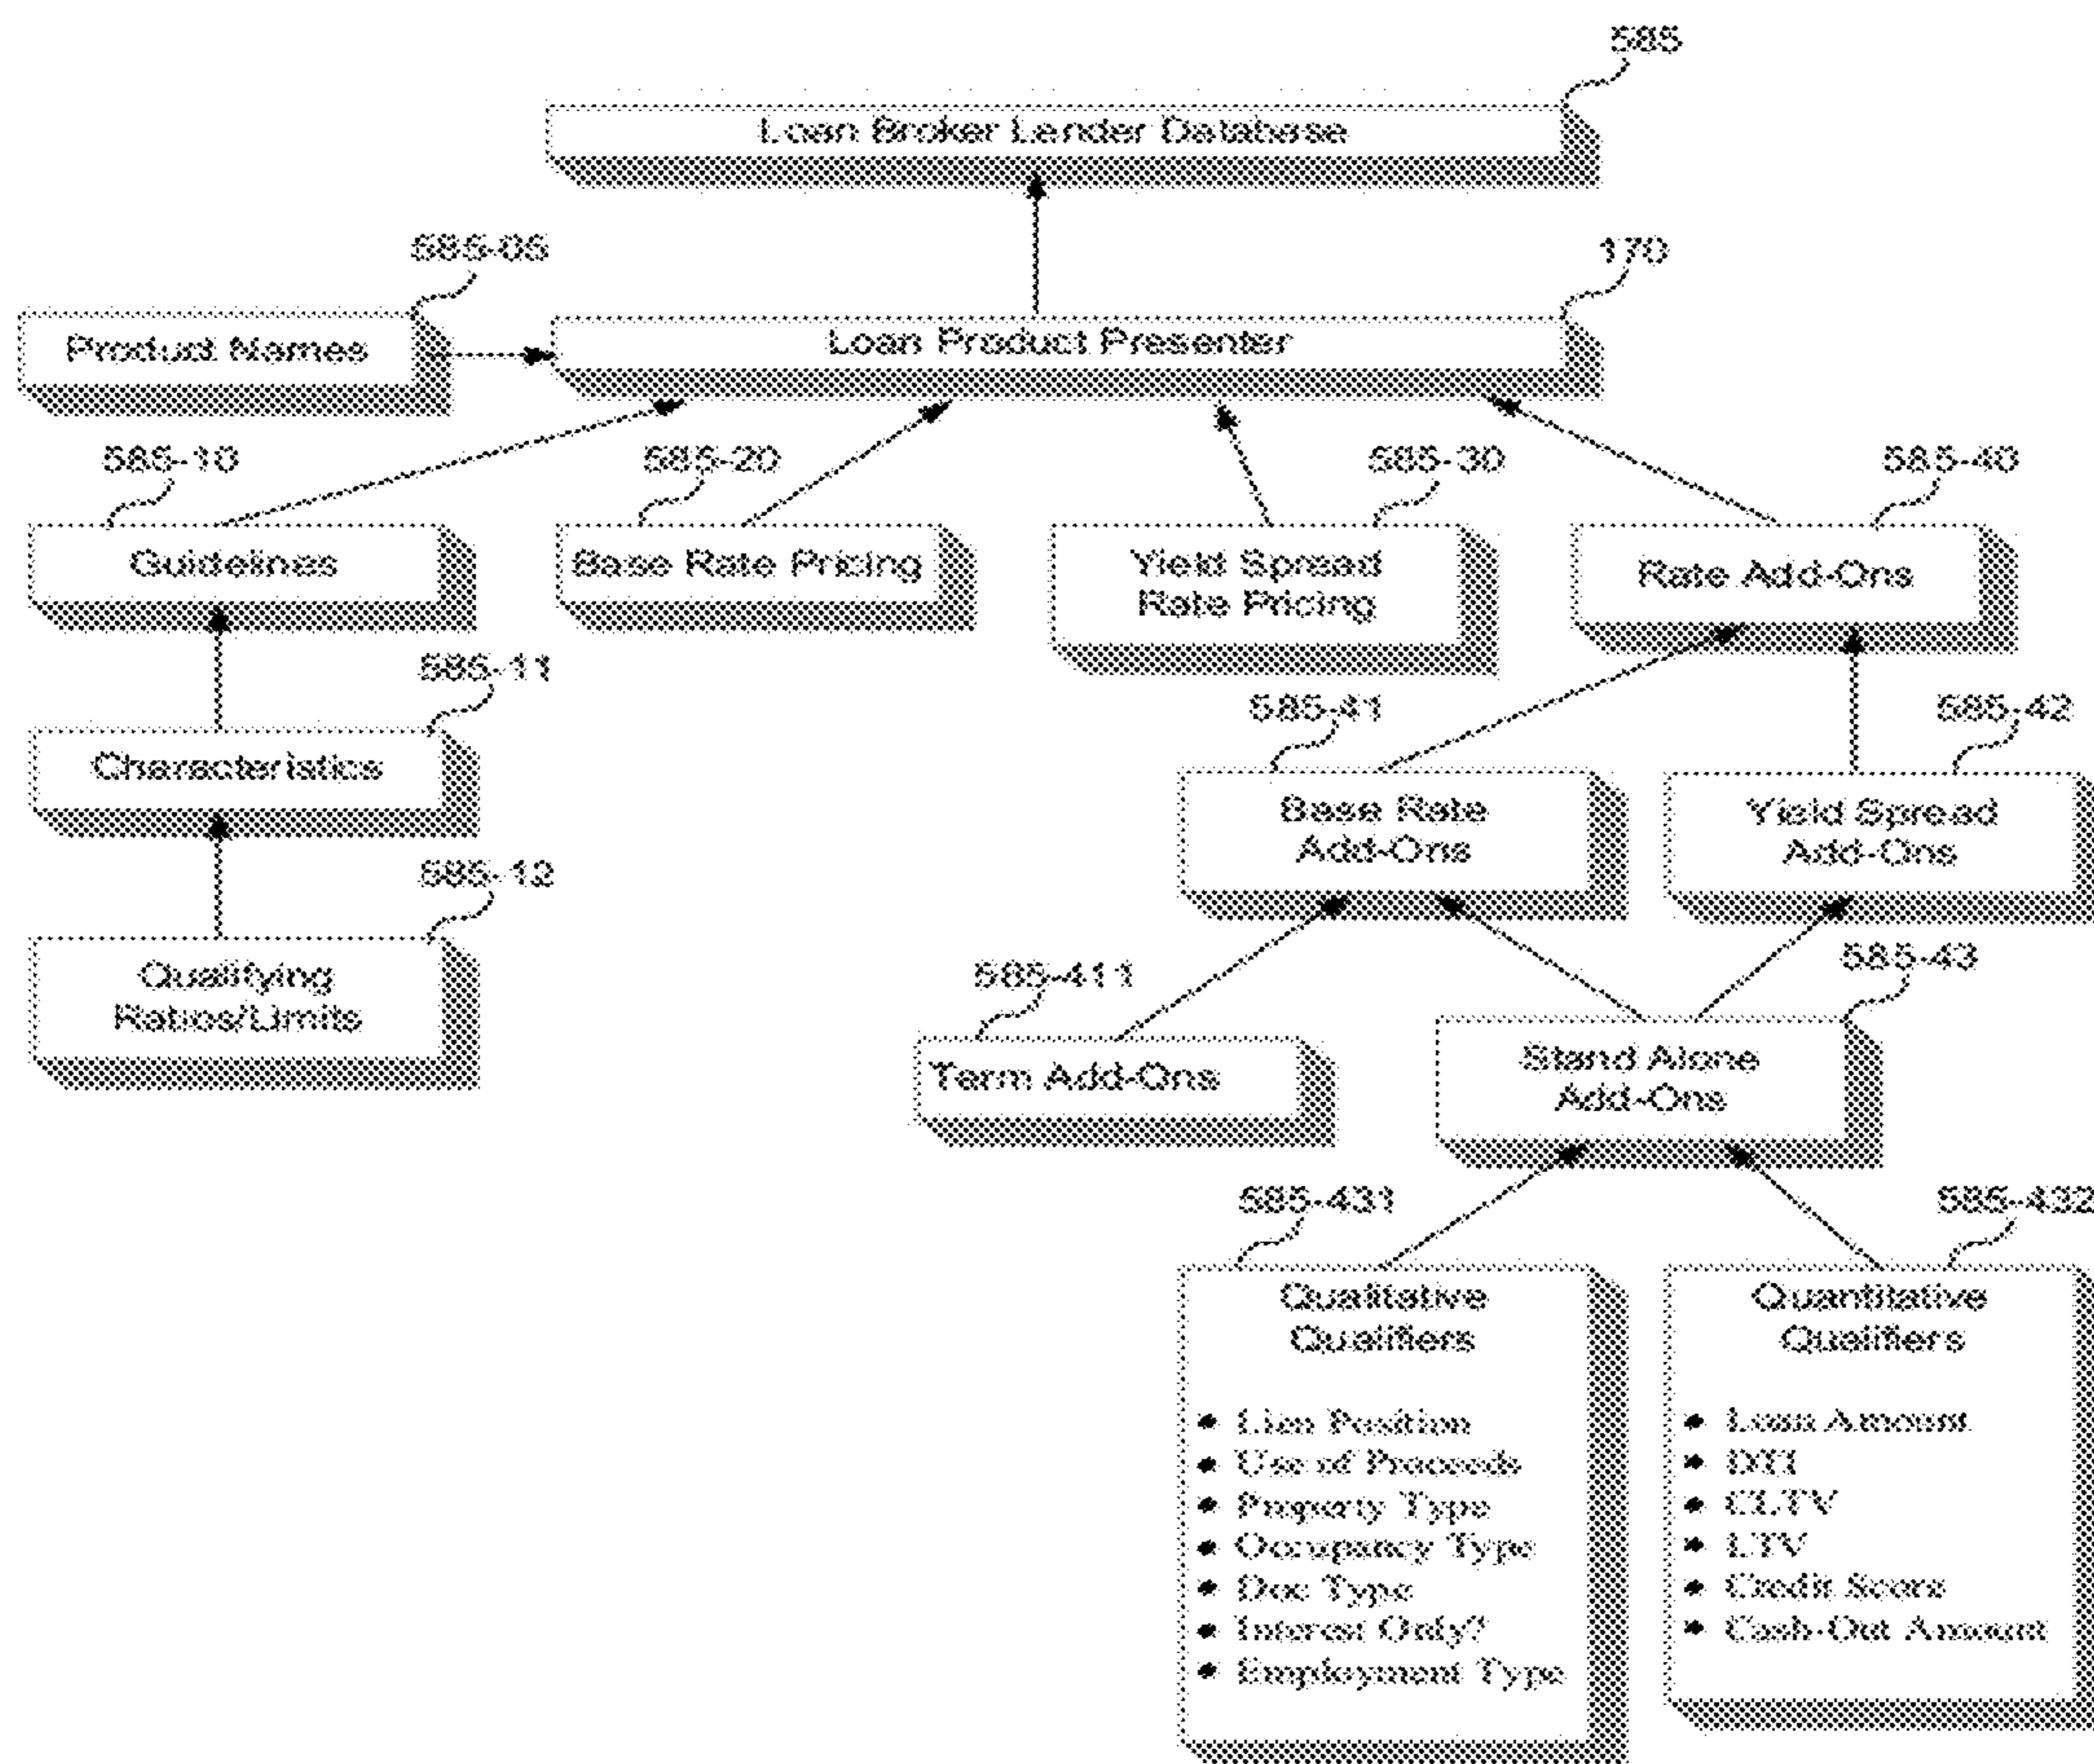 585
Loan Broker Lender Database
585-05
170
Product Names
Loan Product Presenter
585-10
585-20
585-30
585-40
Guidelines
Base Rate Pricing
Yield Spread
Rate Pricing
Rate Add-Ons
585-11
585-41
585-42
Characteristics
Base Rate
Add-Ons
Yield Spread
Add-Ons
585-12
585-411
585-43
Qualifying
Ratios/Limits
Term Add-Ons
Stand Alone
Add-Ons
585-431
585-432
Qualitative
Qualifiers
• Lien Position
• Use of Proceeds
• Property Type
• Occupancy Type
• Doc Type
• Interest Only?
• Employment Type
Quantitative
Qualifiers
• Loan Amount
• DTI
• CLTV
• LTV
• Credit Score
• Cash-Out Amount